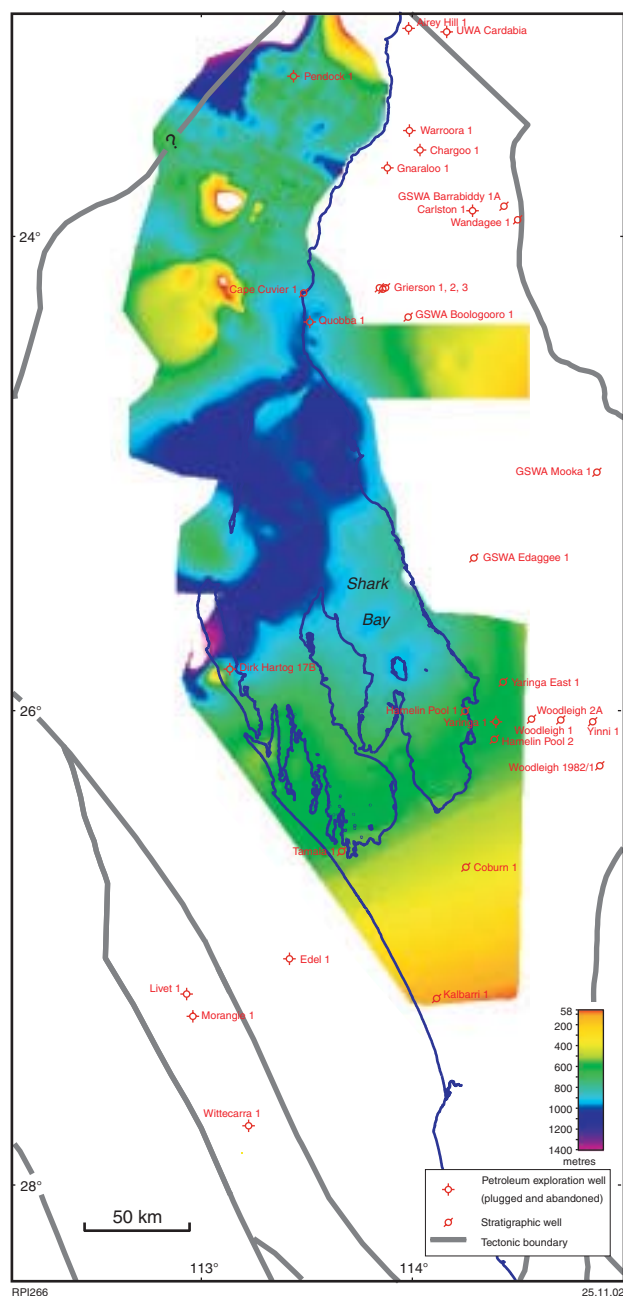 Airey Hill 1
UWA Cardabia
Pendock 1
Warroora 1
?
Chargoo 1
Gnaraloo 1
GSWA Barrabiddy 1A
Carlston 1
Wandagee 1
24°
Cape Cuvier 1
Grierson 1, 2, 3
GSWA Boologooro 1
Quobba 1
GSWA Mooka 1
GSWA Edaggee 1
Shark
Bay
Dirk Hartog 17B
Yaringa East 1
26°
Hamelin Pool 1
Woodleigh 2A
Yaringa 1
Woodleigh 1
Yinni 1
Hamelin Pool 2
Woodleigh 1982/1
Tamala 1
Coburn 1
Edel 1
Livet 1
Kalbarri 1
Morangie 1
58
200
400
600
800
1000
1200
1400
metres
Wittecarra 1
28°
Petroleum exploration well
(plugged and abandoned)
Stratigraphic well
Tectonic boundary
50 km
113°
114°
RPI266
25.11.02